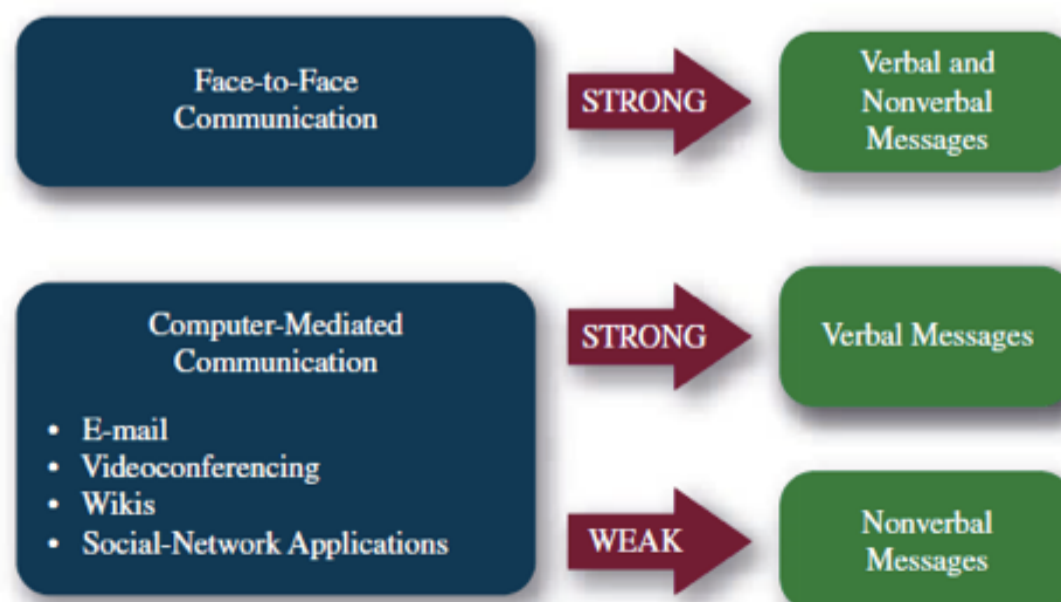 Face-to-Face
Communication
STRONG
Verbal and
Nonverbal
Messages
Computer-Mediated
Communication
• E-mail
• Videoconferencing
• Wikis
• Social-Network Applications
STRONG
Verbal Messages
WEAK
Nonverbal
Messages